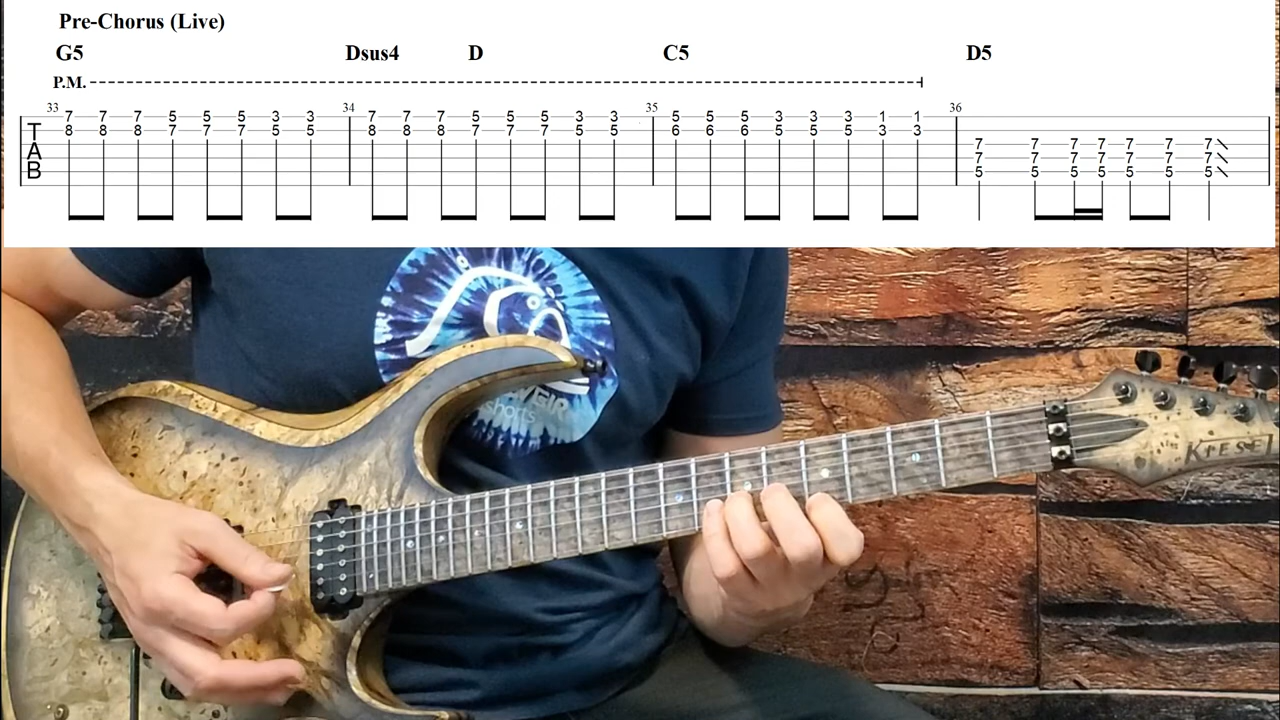 Pre-Chorus (Live)
G5 Dsus4 D C5 D5
P.M.
33 34 35 36
7 7 7 5 5 5 3 3 7 7 7 5 5 5 3 3 5 5 5 3 3 3 1 1
T 8 8 8 7 7 7 5 5 8 8 8 7 7 7 5 5 6 6 6 5 5 5 3 3
A 7 7 7 7 7 7 7
7 7 7 7 7 7 7
B 5 5 5 5 5 5 5
shorts
KIESEL